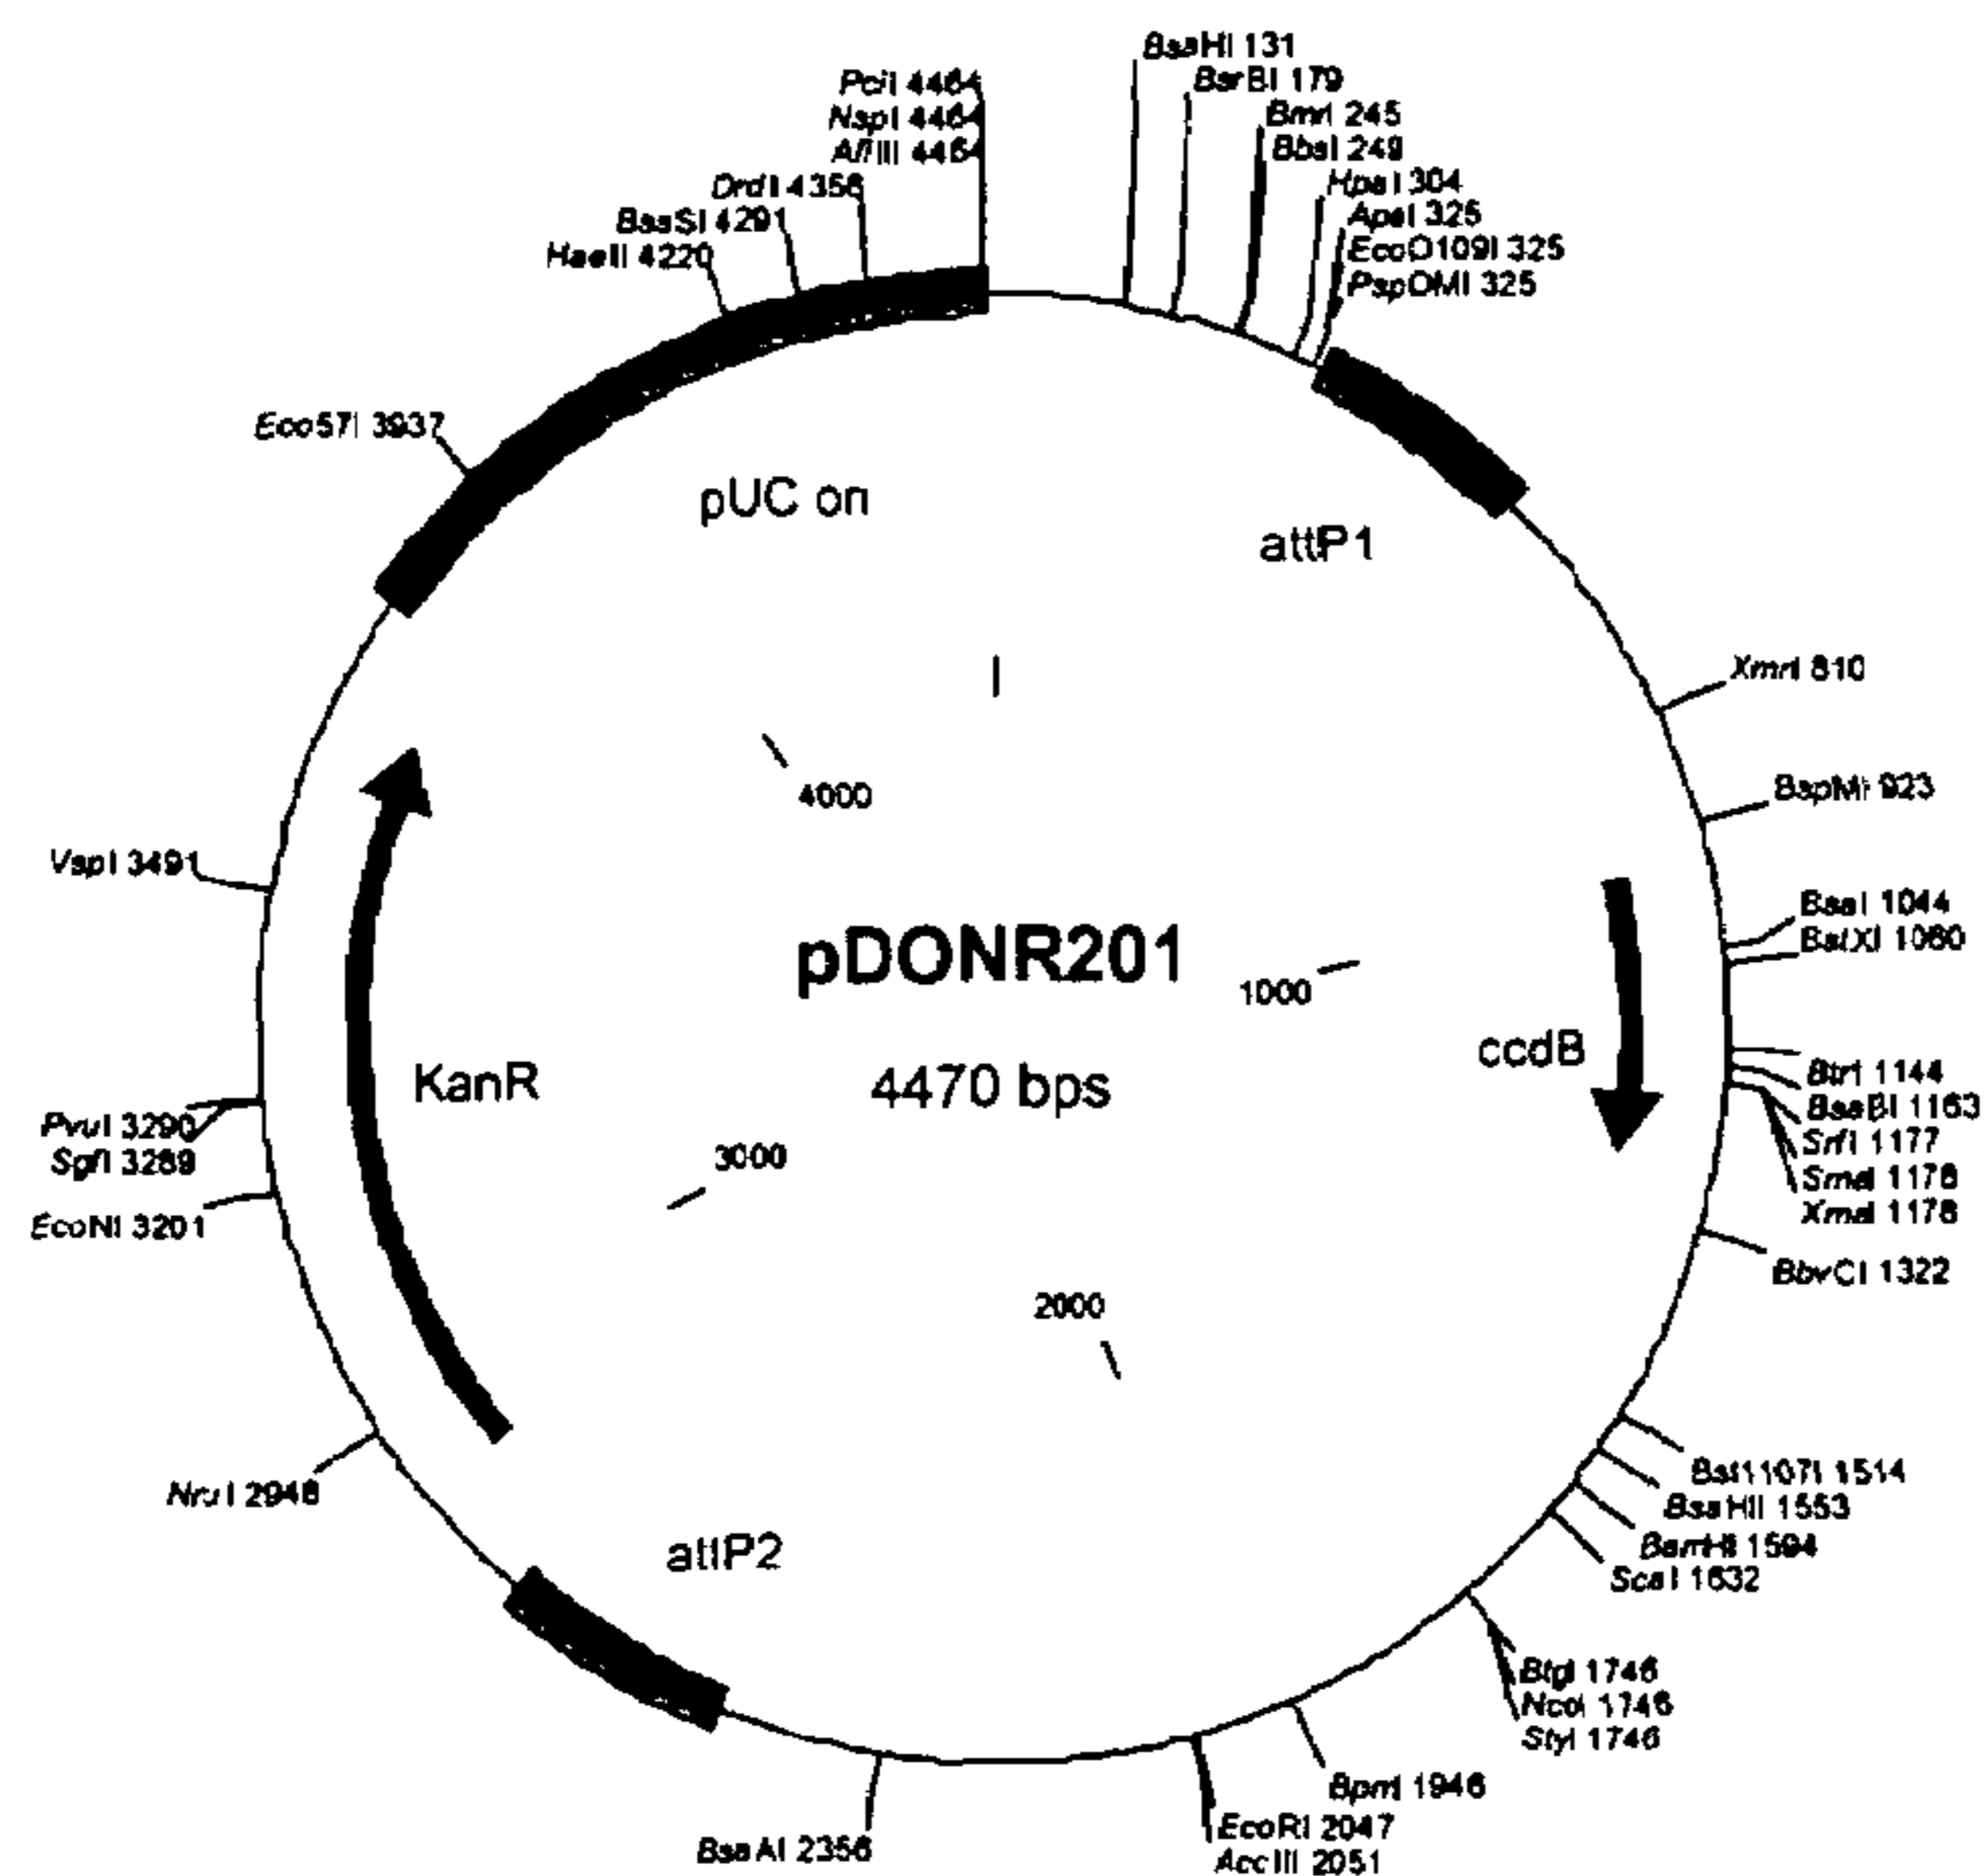 PciI 4464
NspI 4464
AflIII 4464
DrdI 4356
BssSI 4291
HaeII 4220
Eco57I 3937
VspI 3491
PvuI 3290
SgfI 3289
EcoNI 3201
NruI 2948
BsaAI 2356
BsaHI 131
BsrBI 179
BmrI 245
BbsI 249
HpaI 304
ApaI 325
EcoO109I 325
PspOMI 325
XmnI 810
BspMI 923
BsaI 1044
BstXI 1060
BtrI 1144
BsaBI 1163
SrfI 1177
SmaI 1178
XmaI 1178
BbvCI 1322
Bst1107I 1514
BssHII 1553
BamHI 1594
ScaI 1632
BtgI 1746
NcoI 1746
StyI 1746
BpmI 1946
EcoRI 2047
AccIII 2051
pUC ori
attP1
4000
pDONR201
1000
ccdB
KanR
4470 bps
3000
2000
attP2